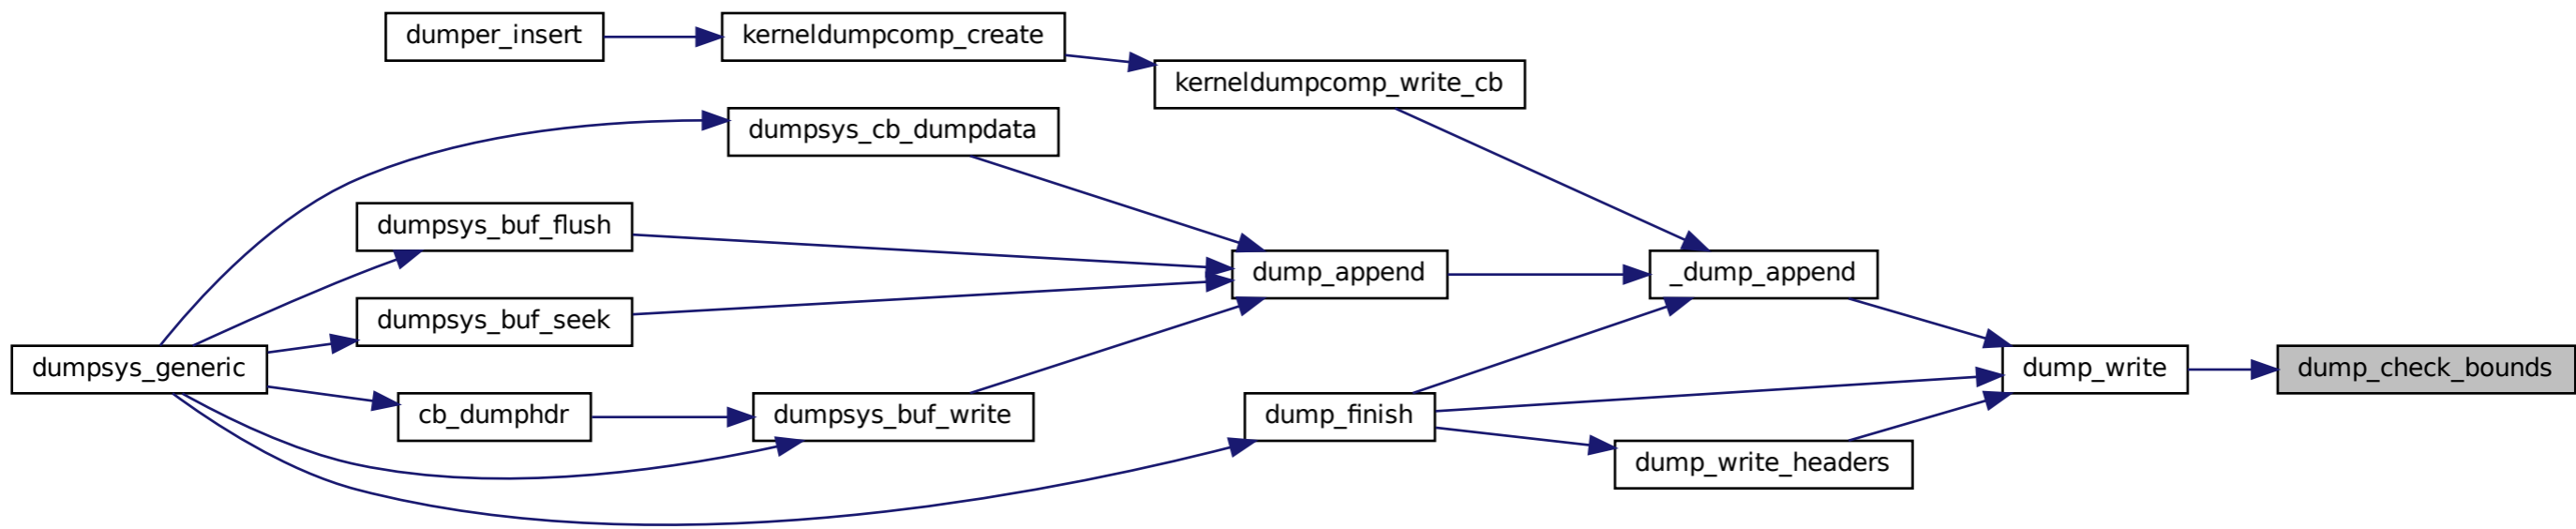 dumper_insert
kerneldumpcomp_create
kerneldumpcomp_write_cb
dumpsys_cb_dumpdata
dumpsys_buf_flush
dump_append
_dump_append
dumpsys_buf_seek
dumpsys_generic
dump_write
dump_check_bounds
cb_dumphdr
dumpsys_buf_write
dump_finish
dump_write_headers